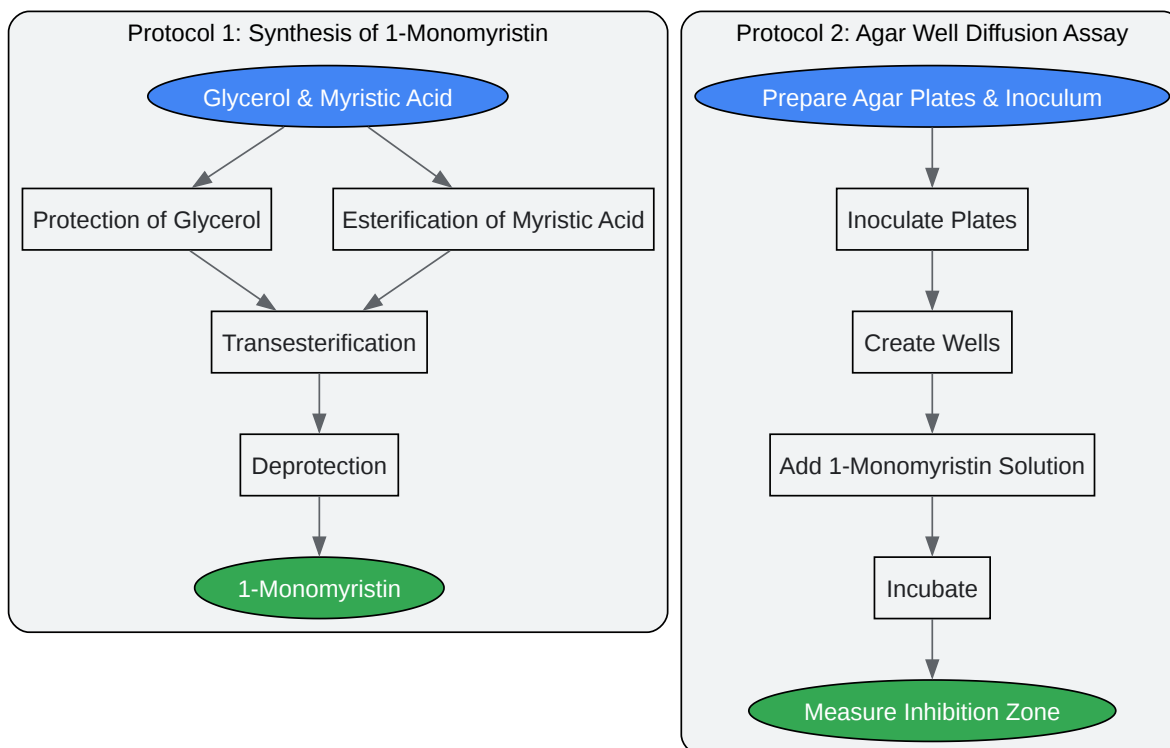 Protocol 1: Synthesis of 1-Monomyristin
Glycerol & Myristic Acid
Protection of Glycerol
Esterification of Myristic Acid
Transesterification
Deprotection
1-Monomyristin
Protocol 2: Agar Well Diffusion Assay
Prepare Agar Plates & Inoculum
Inoculate Plates
Create Wells
Add 1-Monomyristin Solution
Incubate
Measure Inhibition Zone